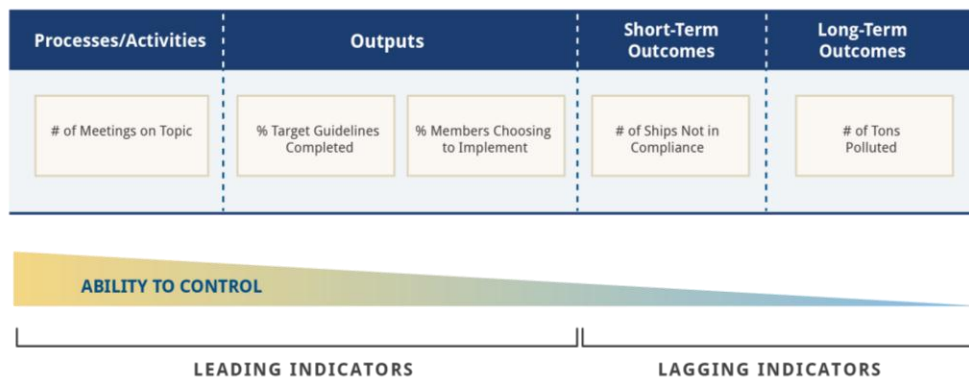 Processes/Activities
Outputs
Short-Term
Outcomes
Long-Term
Outcomes
# of Meetings on Topic
% Target Guidelines
Completed
% Members Choosing
to Implement
# of Ships Not in
Compliance
# of Tons
Polluted
ABILITY TO CONTROL
LEADING INDICATORS
LAGGING INDICATORS